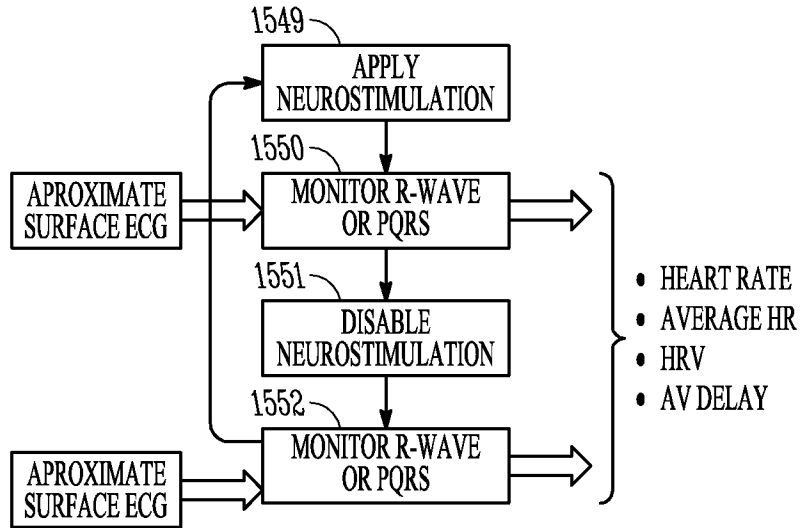 1549
APPLY
NEUROSTIMULATION
1550
APROXIMATE
SURFACE ECG
MONITOR R-WAVE
OR PQRS
1551
DISABLE
NEUROSTIMULATION
• HEART RATE
• AVERAGE HR
• HRV
• AV DELAY
1552
MONITOR R-WAVE
OR PQRS
APROXIMATE
SURFACE ECG